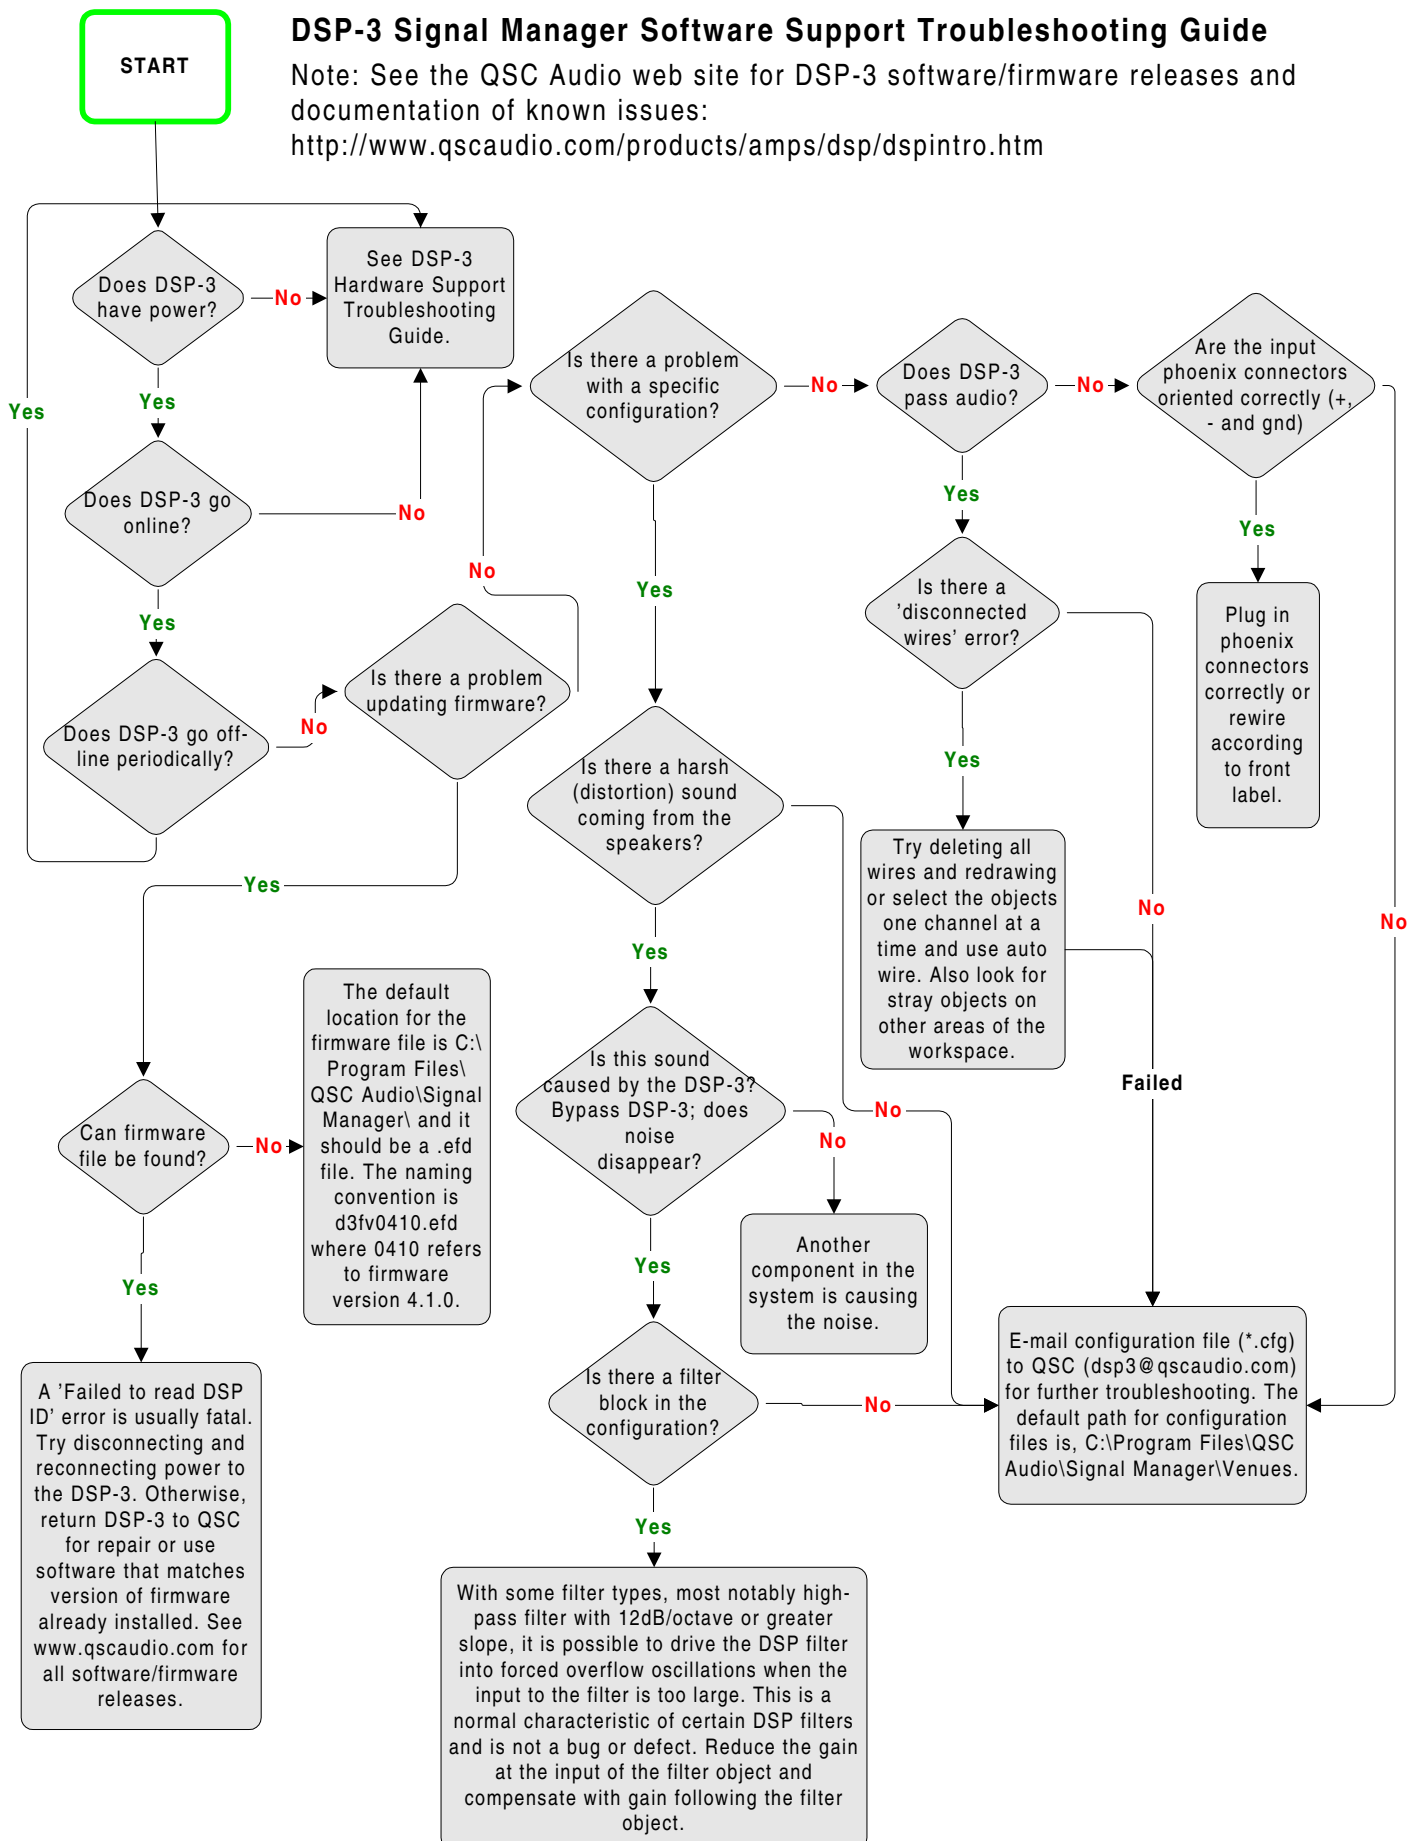 START
DSP-3 Signal Manager Software Support Troubleshooting Guide
Note: See the QSC Audio web site for DSP-3 software/firmware releases and
documentation of known issues:
http://www.qscaudio.com/products/amps/dsp/dspintro.htm
Does DSP-3
have power?
No
See DSP-3
Hardware Support
Troubleshooting
Guide.
Yes
Yes
Does DSP-3 go
online?
No
Yes
Does DSP-3 go off-
line periodically?
No
Is there a problem
updating firmware?
No
Yes
Can firmware
file be found?
No
The default
location for the
firmware file is C:\
Program Files\
QSC Audio\Signal
Manager\ and it
should be a .efd
file. The naming
convention is
d3fv0410.efd
where 0410 refers
to firmware
version 4.1.0.
Yes
A 'Failed to read DSP
ID' error is usually fatal.
Try disconnecting and
reconnecting power to
the DSP-3. Otherwise,
return DSP-3 to QSC
for repair or use
software that matches
version of firmware
already installed. See
www.qscaudio.com for
all software/firmware
releases.
Is there a problem
with a specific
configuration?
No
Does DSP-3
pass audio?
No
Are the input
phoenix connectors
oriented correctly (+,
- and gnd)
Yes
Yes
Yes
Is there a
'disconnected
wires' error?
Plug in
phoenix
connectors
correctly or
rewire
according
to front
label.
Is there a harsh
(distortion) sound
coming from the
speakers?
Yes
Try deleting all
wires and redrawing
or select the objects
one channel at a
time and use auto
wire. Also look for
stray objects on
other areas of the
workspace.
No
No
Yes
Is this sound
caused by the DSP-3?
Bypass DSP-3; does
noise
disappear?
Failed
No
No
Another
component in the
system is causing
the noise.
Yes
Is there a filter
block in the
configuration?
No
E-mail configuration file (*.cfg)
to QSC (dsp3@qscaudio.com)
for further troubleshooting. The
default path for configuration
files is, C:\Program Files\QSC
Audio\Signal Manager\Venues.
Yes
With some filter types, most notably high-
pass filter with 12dB/octave or greater
slope, it is possible to drive the DSP filter
into forced overflow oscillations when the
input to the filter is too large. This is a
normal characteristic of certain DSP filters
and is not a bug or defect. Reduce the gain
at the input of the filter object and
compensate with gain following the filter
object.